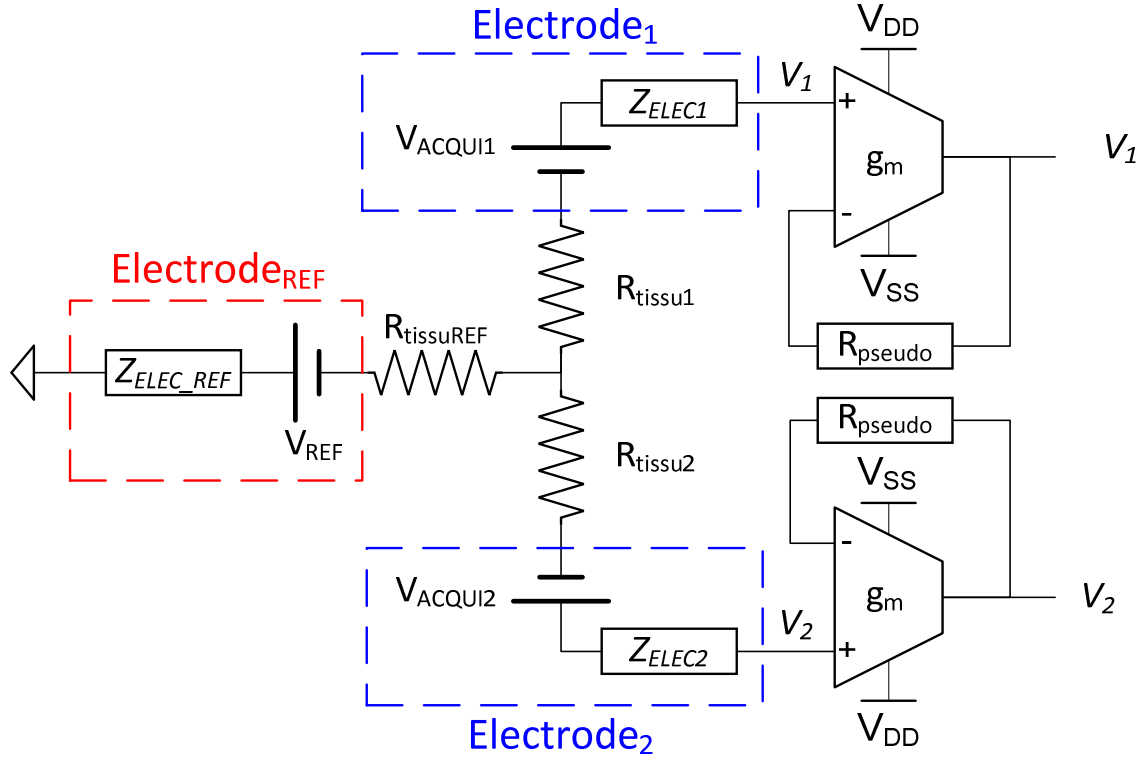 Electrode1
VDD
V1
ZELEC1
+
VACQUI1
gm
V1
-
VSS
ElectrodeREF
Rtissu1
RtissuREF
Rpseudo
ZELEC_REF
VREF
Rpseudo
Rtissu2
VSS
-
VACQUI2
gm
V2
V2
ZELEC2
+
Electrode2
VDD